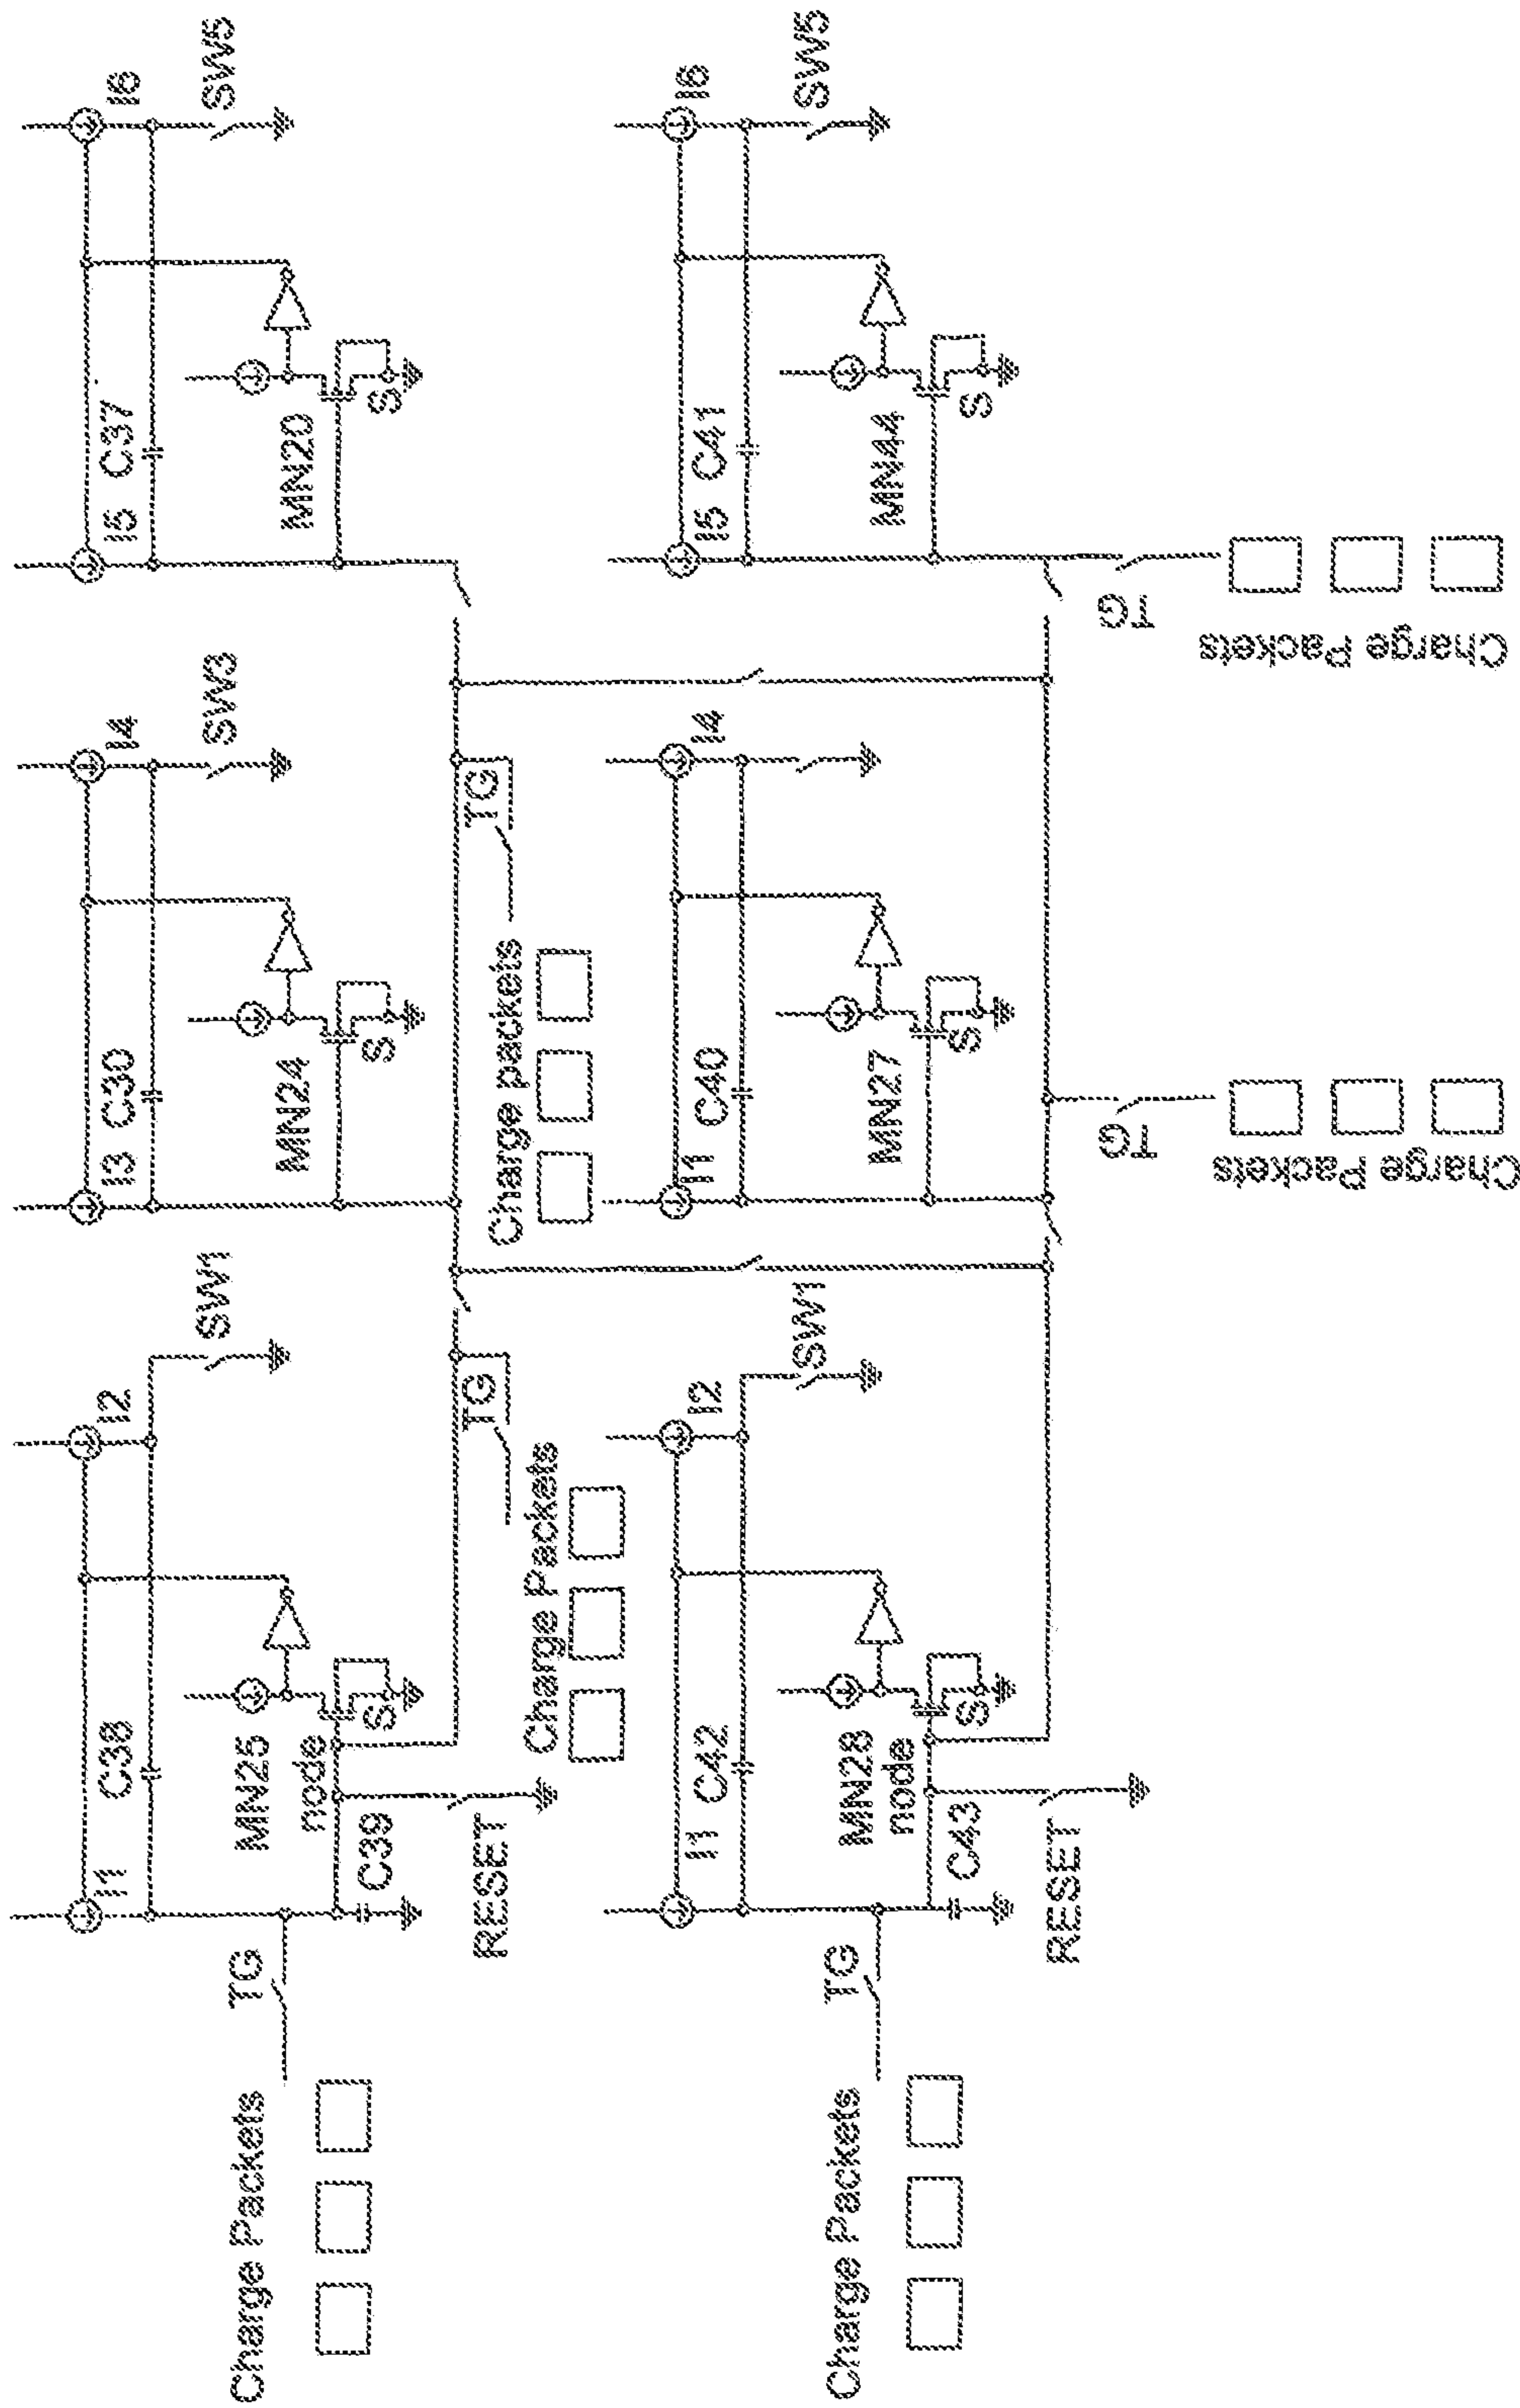 I1
C38
I2
SW1
TG
MN25
node
S
C39
RESET
Charge Packets
TG
Charge Packets
I3
C30
I4
SW3
MN24
S
TG
Charge packets
I5
C37
I6
SW5
MN20
S
I1
C42
I2
SW1
TG
MN28
node
S
C43
RESET
Charge Packets
I1
C40
I4
MN27
S
TG
Charge Packets
I5
C41
I6
SW5
MN44
S
TG
Charge Packets